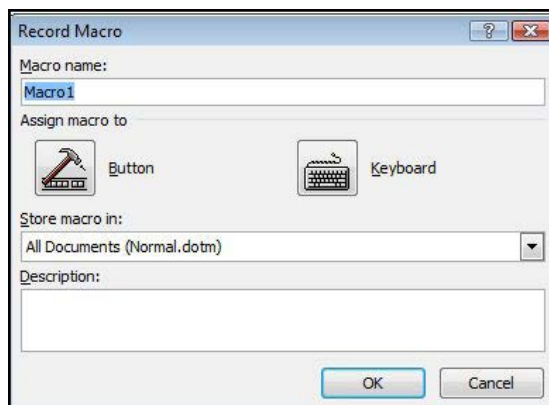 Record Macro
Macro name:
Macro1
Assign macro to
Button
Keyboard
Store macro in:
All Documents (Normal.dotm)
Description:
OK
Cancel